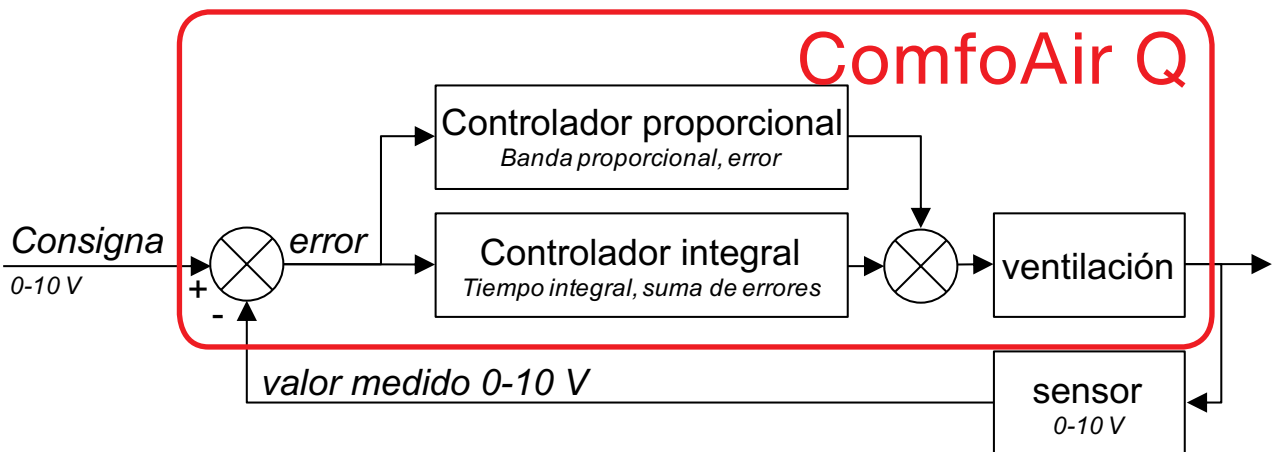 ComfoAir Q
Controlador proporcional
Banda proporcional, error
Consigna
0-10 V
+
-
error
Controlador integral
Tiempo integral, suma de errores
ventilación
valor medido 0-10 V
sensor
0-10 V